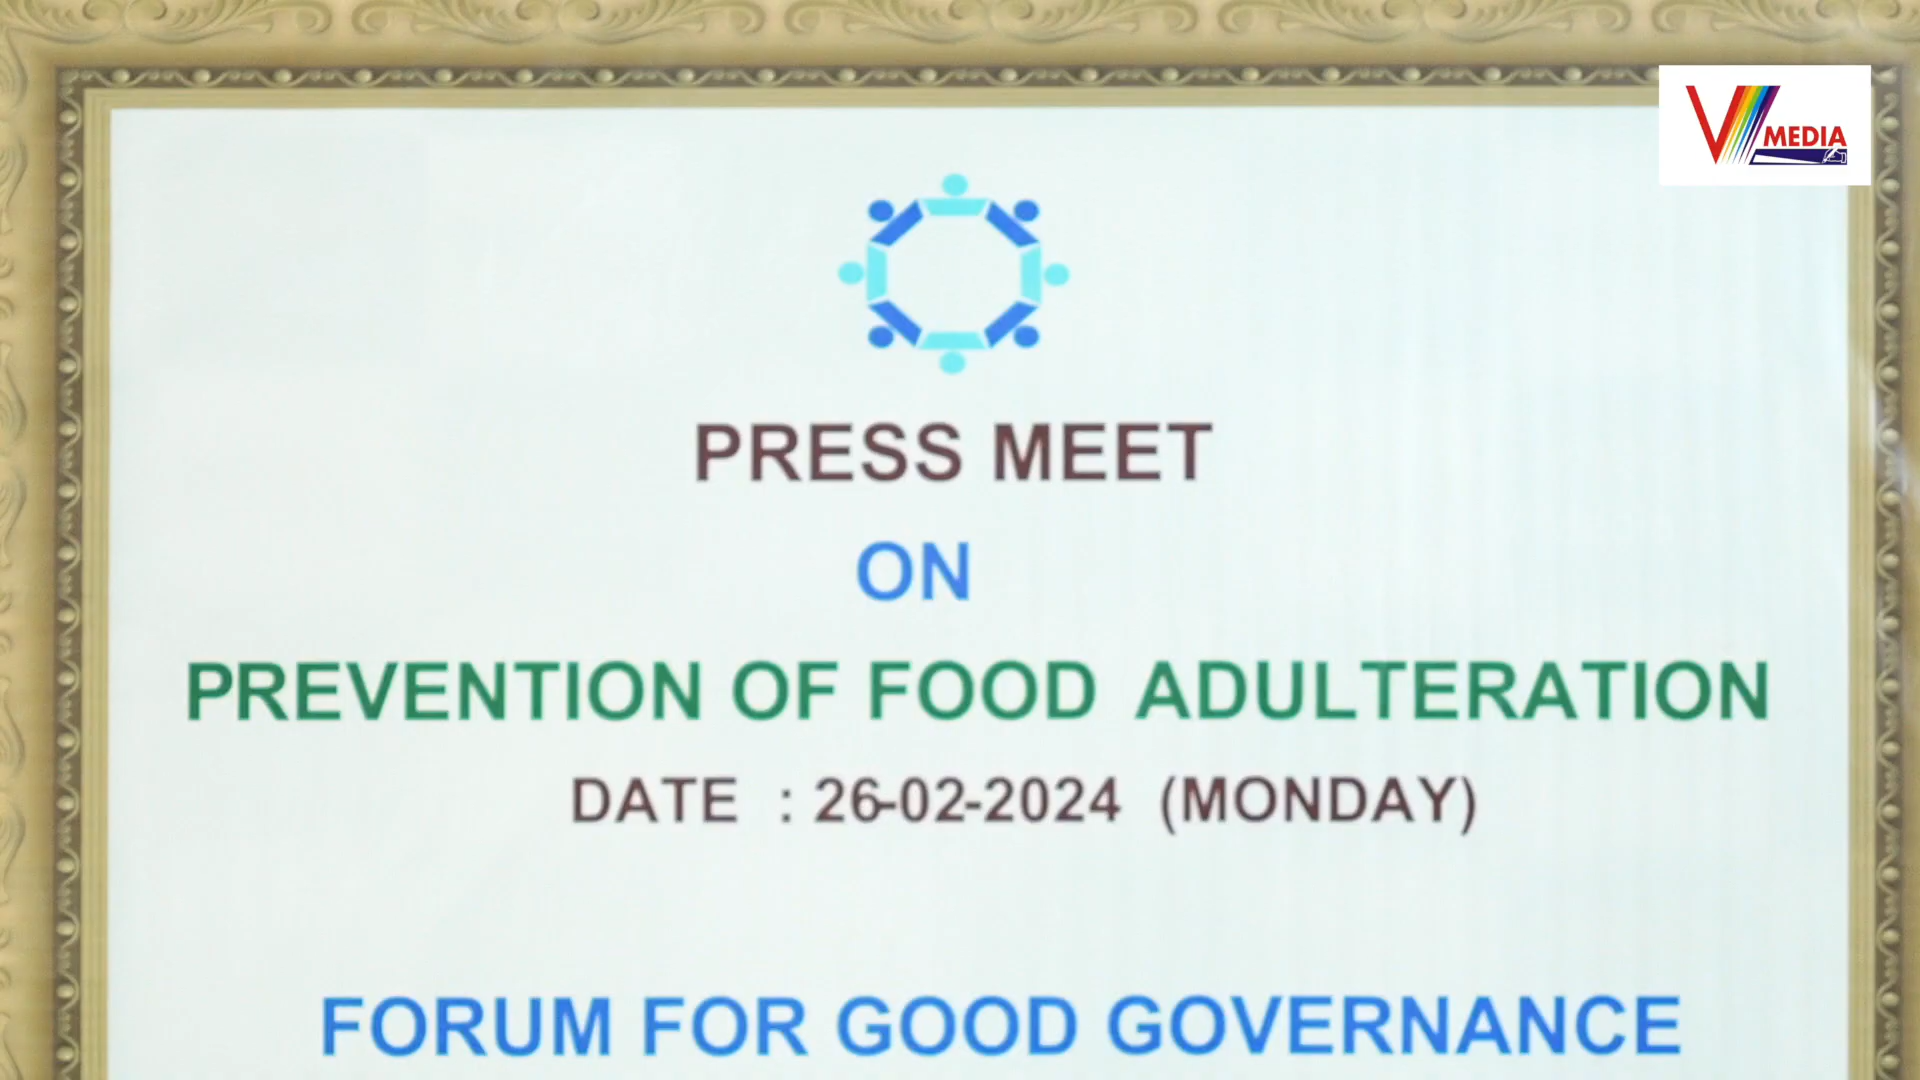 V MEDIA
PRESS MEET
ON
PREVENTION OF FOOD ADULTERATION
DATE : 26-02-2024 (MONDAY)
FORUM FOR GOOD GOVERNANCE